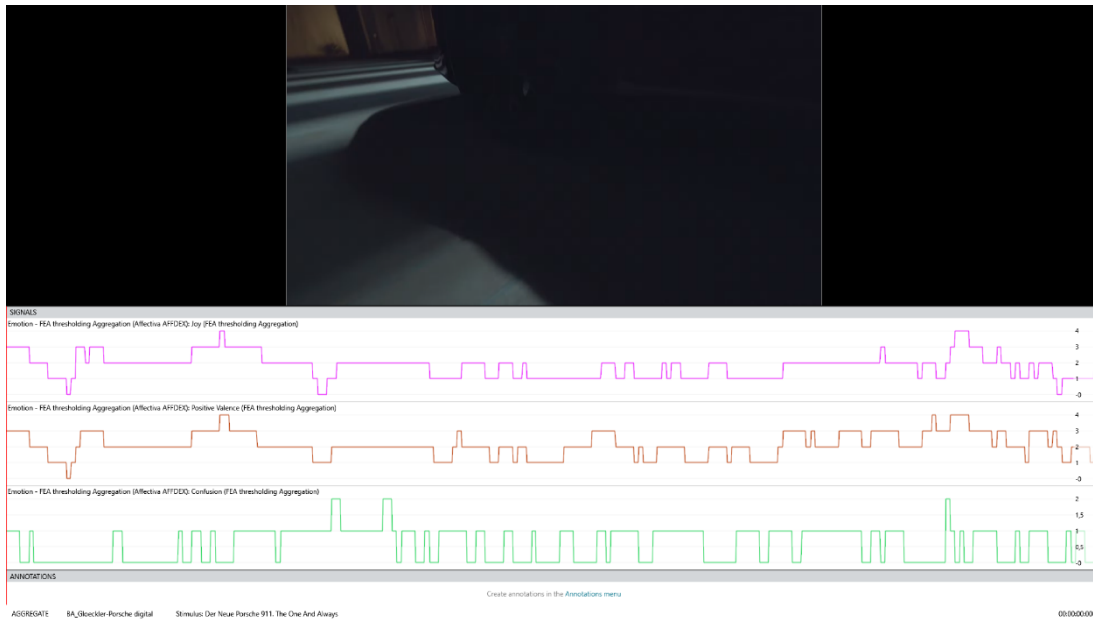 SIGNALS
Emotion - FEA thresholding Aggregation (Affectiva AFFDEX): Joy (FEA thresholding Aggregation)
4
3
2
1
-0
Emotion - FEA thresholding Aggregation (Affectiva AFFDEX): Positive Valence (FEA thresholding Aggregation)
4
3
2
1
-0
Emotion - FEA thresholding Aggregation (Affectiva AFFDEX): Confusion (FEA thresholding Aggregation)
2
1,5
1
0,5
-0
ANNOTATIONS
Create annotations in the Annotations menu
AGGREGATE BA_Gloeckler-Porsche digital Stimulus: Der Neue Porsche 911. The One And Always 00:00:00:00